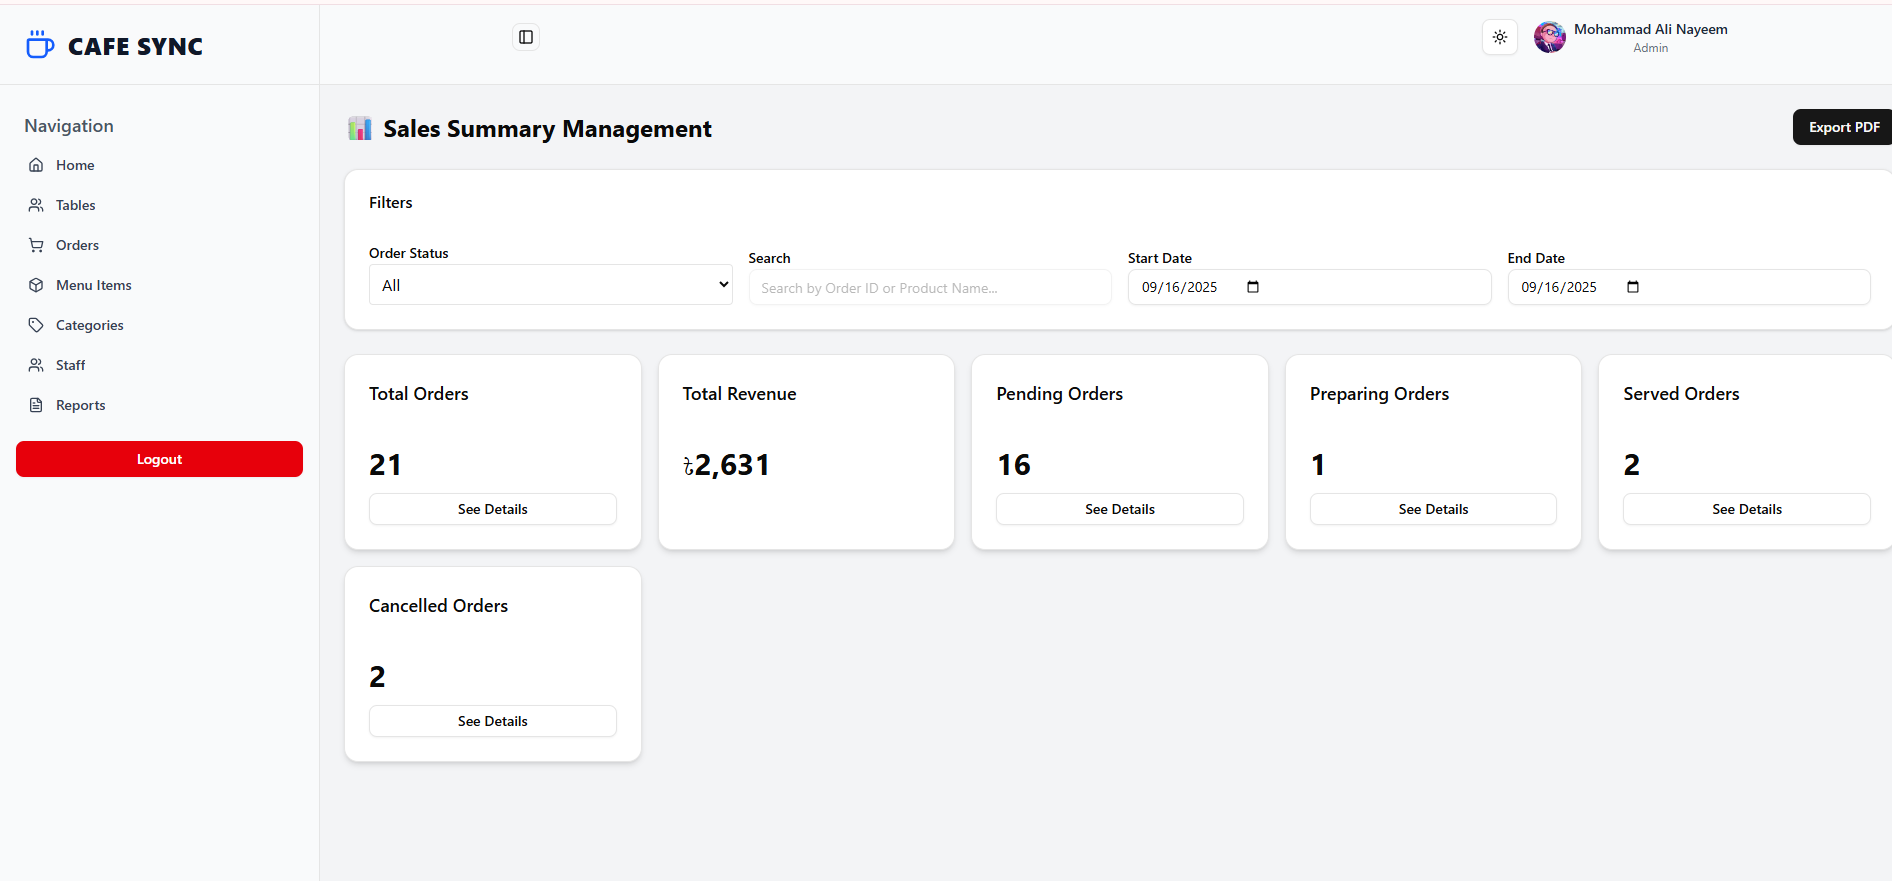 CAFE SYNC
Mohammad Ali Nayeem
Admin
Navigation
Home
Tables
Orders
Menu Items
Categories
Staff
Reports
Logout
Sales Summary Management
Export PDF
Filters
Order Status
All
Search
Search by Order ID or Product Name...
Start Date
09/16/2025
End Date
09/16/2025
Total Orders
21
See Details
Total Revenue
৳2,631
Pending Orders
16
See Details
Preparing Orders
1
See Details
Served Orders
2
See Details
Cancelled Orders
2
See Details